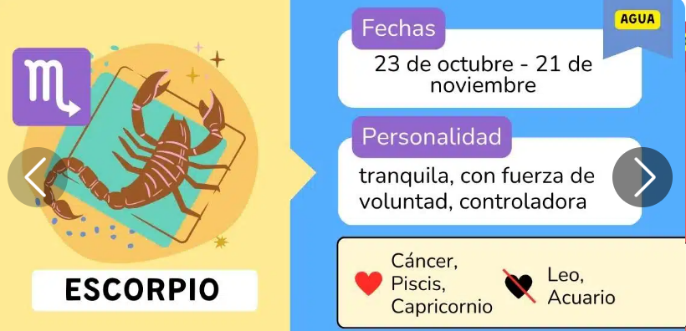 ESCORPIO
AGUA
Fechas
23 de octubre - 21 de
noviembre
Personalidad
tranquila, con fuerza de
voluntad, controladora
Cáncer,
Piscis,
Capricornio
Leo,
Acuario